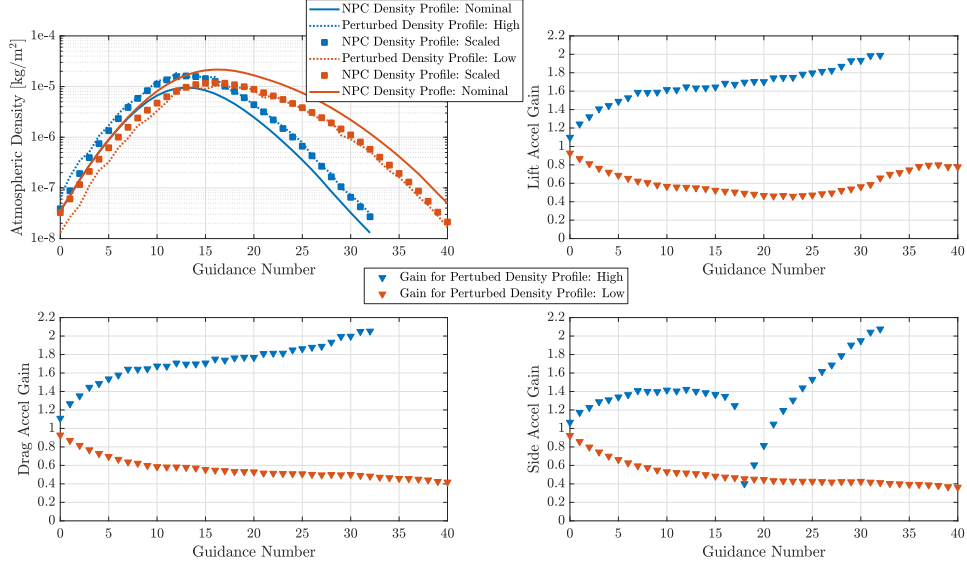 NPC Density Profile: Nominal
Perturbed Density Profile: High
NPC Density Profile: Scaled
Perturbed Density Profile: Low
NPC Density Profile: Scaled
NPC Density Profie: Nominal
Atmospheric Density [kg/m²]
1e-4
1e-5
1e-6
1e-7
1e-8
0 5 10 15 20 25 30 35 40
Guidance Number
Lift Accel Gain
2.2
2
1.8
1.6
1.4
1.2
1
0.8
0.6
0.4
0.2
0
0 5 10 15 20 25 30 35 40
Guidance Number
Gain for Pertubed Density Profile: High
Gain for Pertubed Density Profile: Low
Drag Accel Gain
2.2
2
1.8
1.6
1.4
1.2
1
0.8
0.6
0.4
0.2
0
0 5 10 15 20 25 30 35 40
Guidance Number
Side Accel Gain
2.2
2
1.8
1.6
1.4
1.2
1
0.8
0.6
0.4
0.2
0
0 5 10 15 20 25 30 35 40
Guidance Number